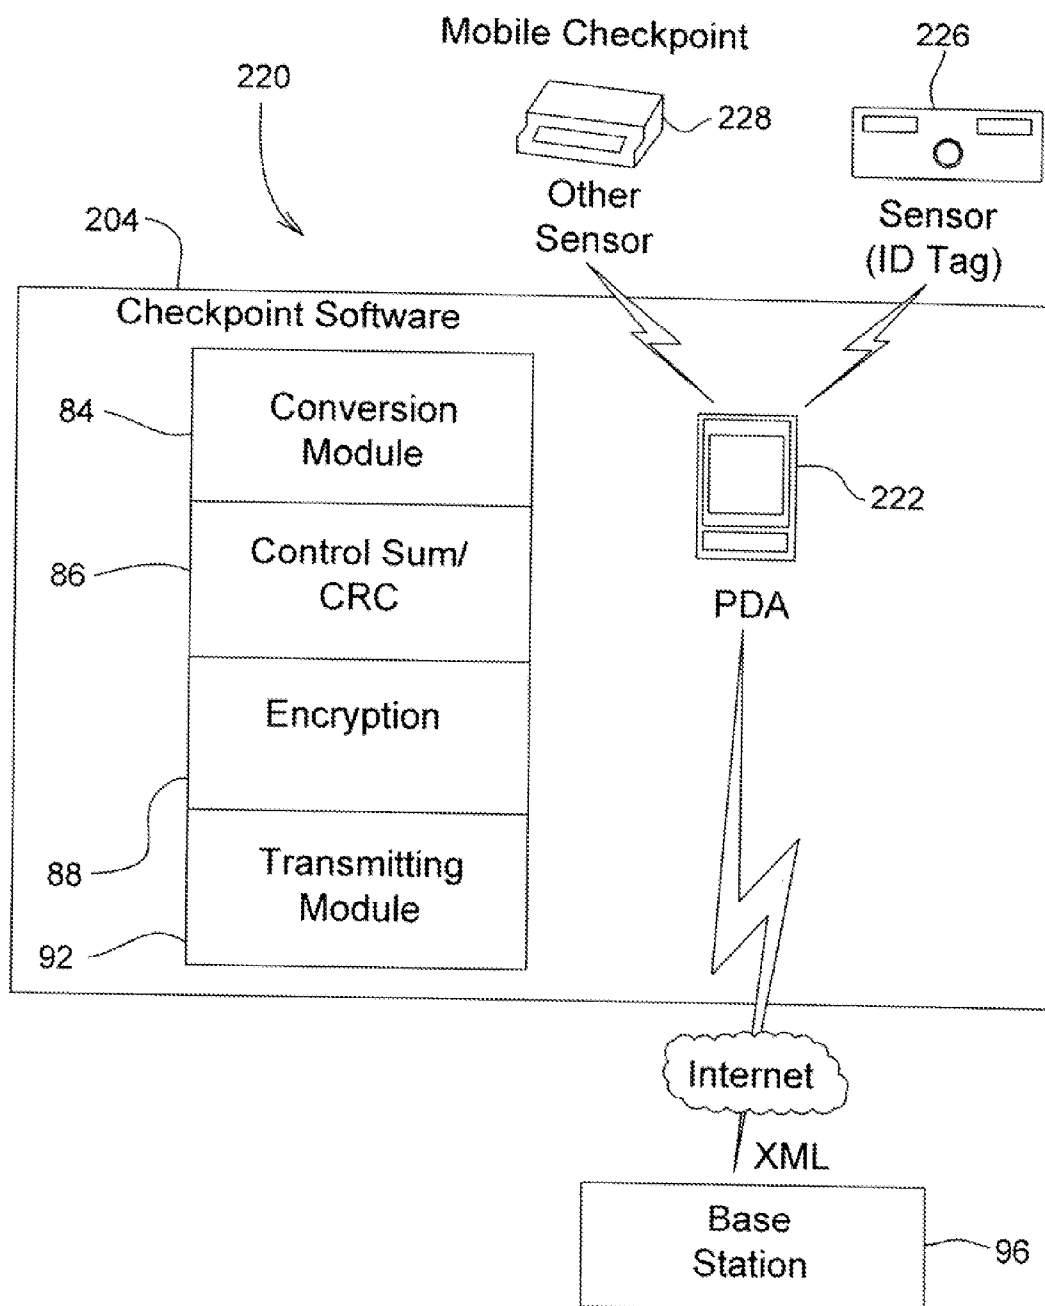 Mobile Checkpoint
226
220
228
Other
Sensor
Sensor
(ID Tag)
204
Checkpoint Software
84
Conversion
Module
222
86
Control Sum/
CRC
PDA
Encryption
88
Transmitting
Module
92
Internet
XML
Base
Station
96